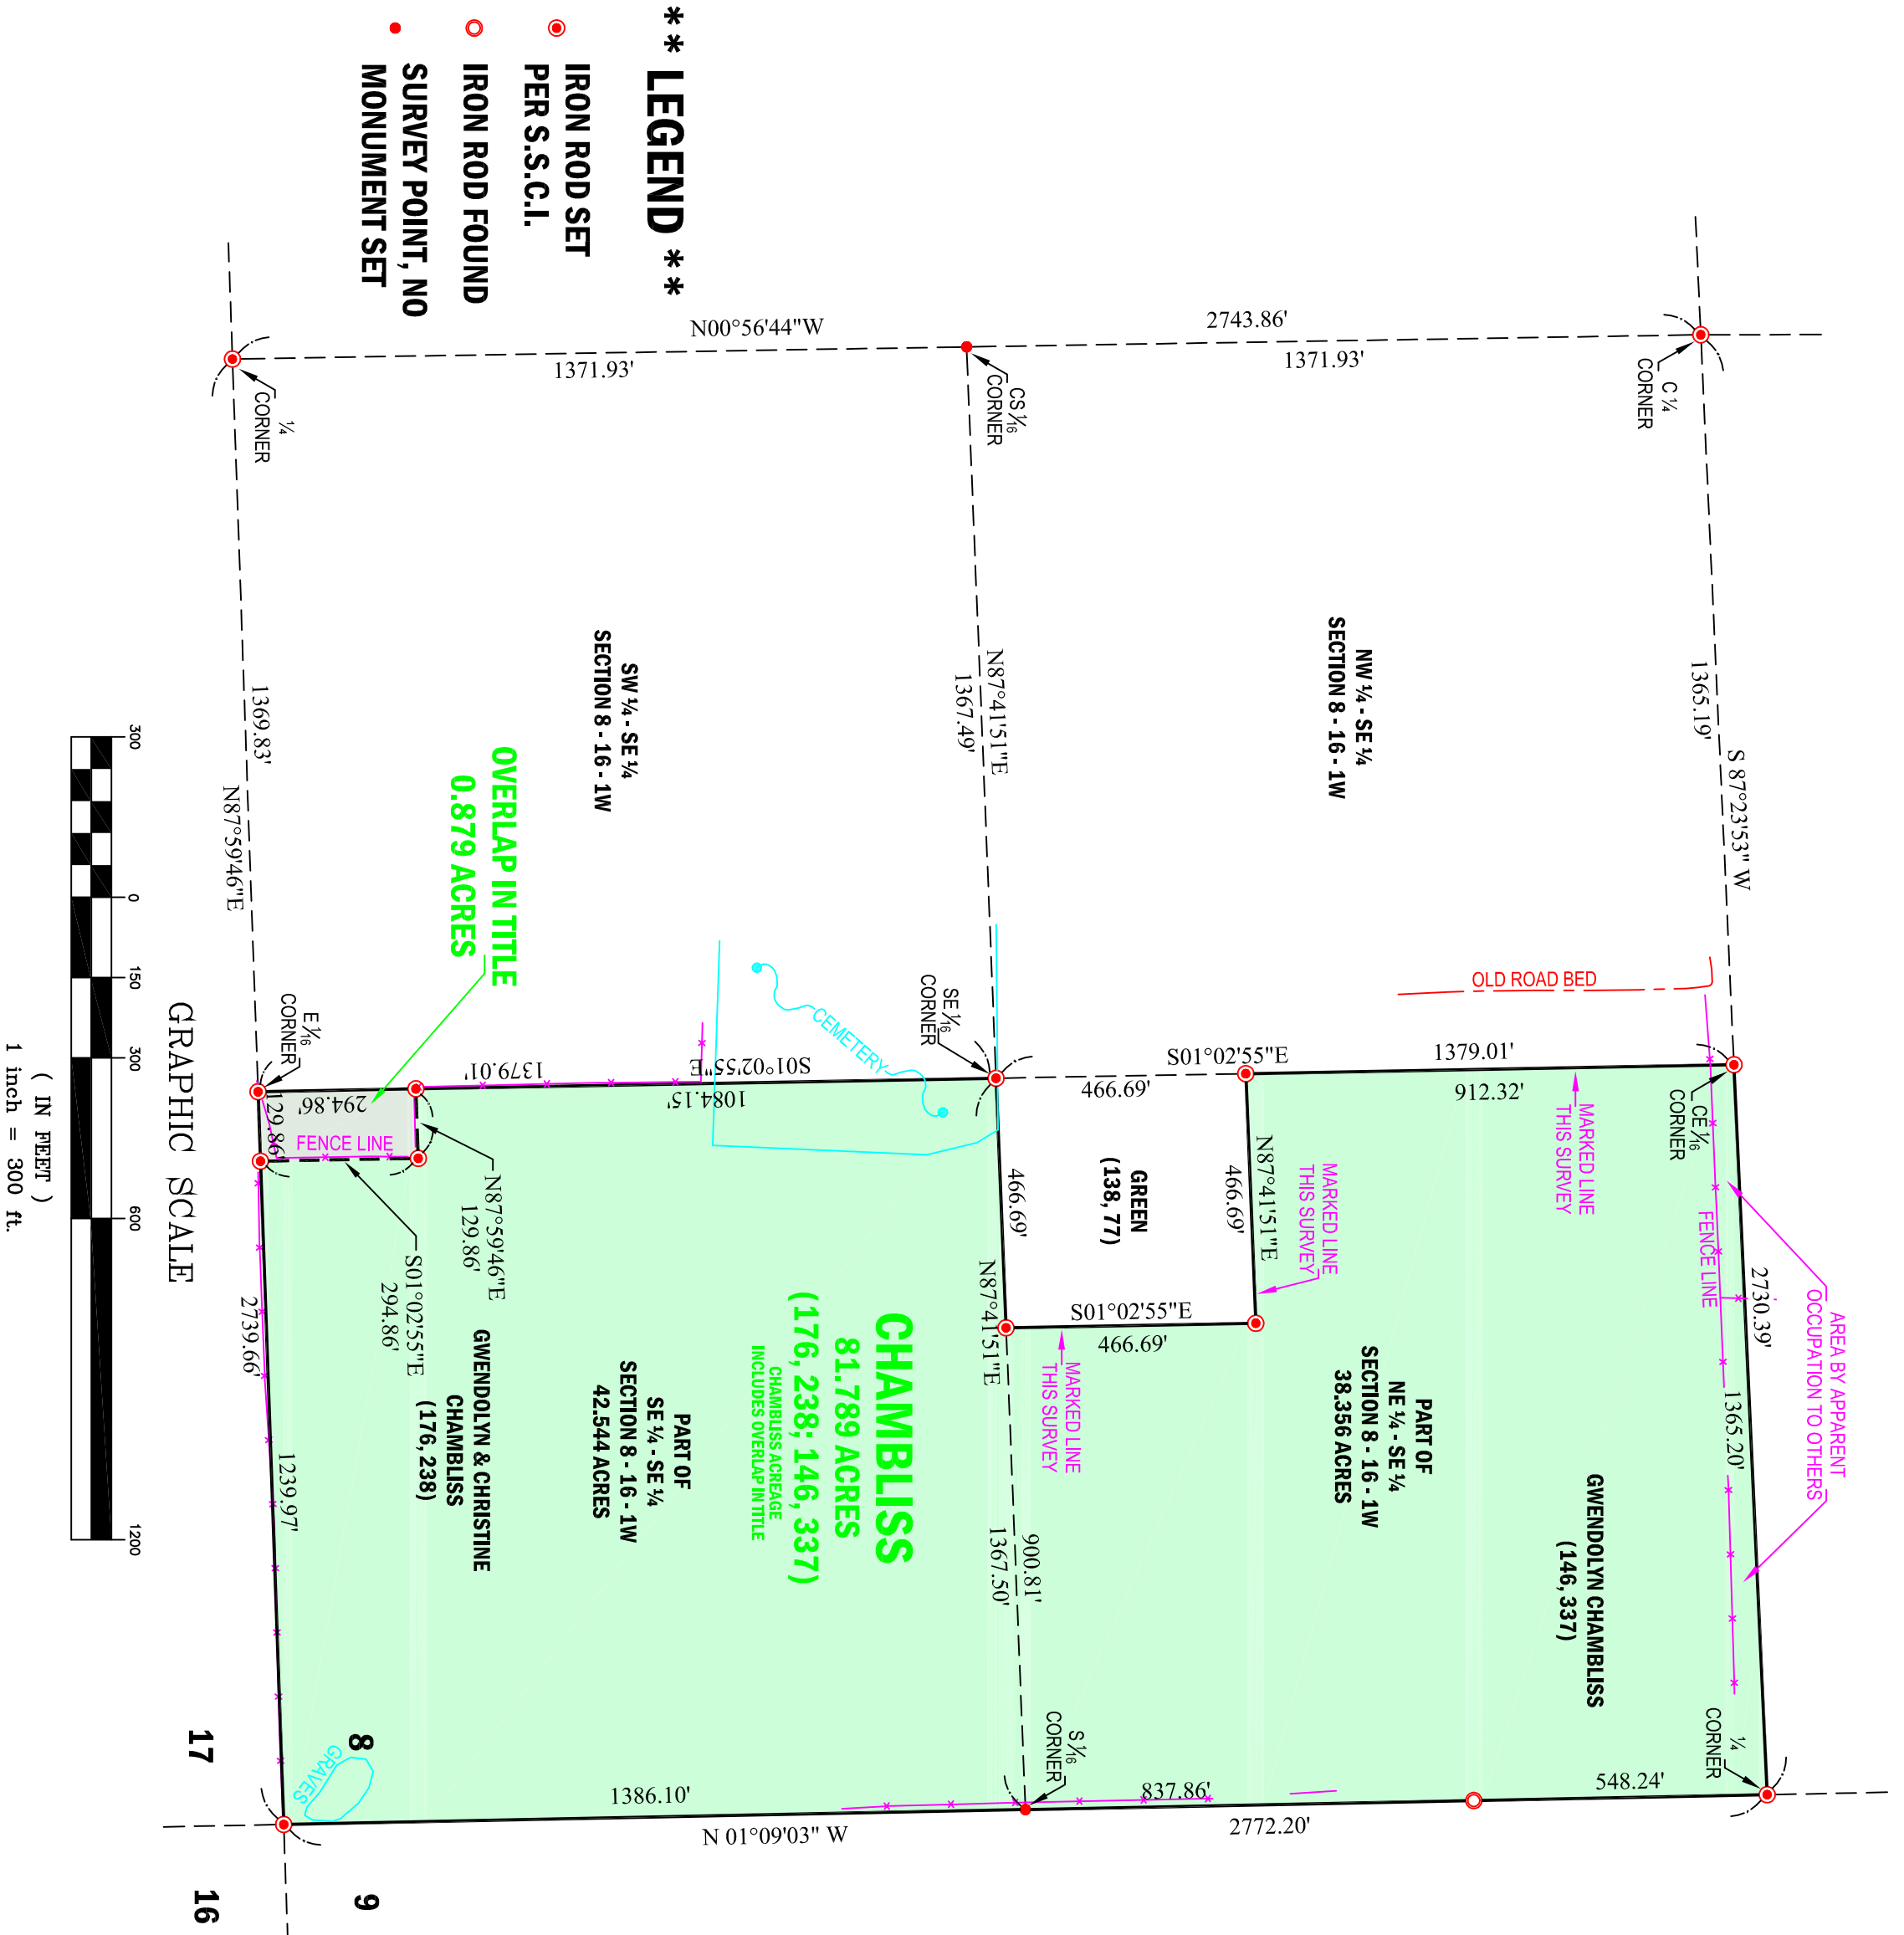 ** LEGEND **
IRON ROD SET
PER S.S.C.I.
IRON ROD FOUND
SURVEY POINT, NO
MONUMENT SET
S 87°23'53" W
2730.39'
1365.19'
1365.20'
C ¼
CORNER
CE 1⁄16
CORNER
¼
CORNER
AREA BY APPARENT
OCCUPATION TO OTHERS
FENCE LINE
OLD ROAD BED
2743.86'
1371.93'
N00°56'44"W
1371.93'
NW ¼ - SE ¼
SECTION 8 - 16 - 1W
1379.01'
912.32'
S01°02'55"E
466.69'
MARKED LINE
THIS SURVEY
GWENDOLYN CHAMBLISS
(146, 337)
548.24'
PART OF
NE ¼ - SE ¼
SECTION 8 - 16 - 1W
38.356 ACRES
MARKED LINE
THIS SURVEY
N87°41'51"E
466.69'
GREEN
(138, 77)
S01°02'55"E
466.69'
MARKED LINE
THIS SURVEY
837.86'
2772.20'
CS 1⁄16
CORNER
N87°41'51"E
1367.49'
SE 1⁄16
CORNER
466.69'
N87°41'51"E
900.81'
1367.50'
S 1⁄16
CORNER
CEMETERY
CHAMBLISS
81.789 ACRES
(176, 238; 146, 337)
CHAMBLISS ACREAGE
INCLUDES OVERLAP IN TITLE
S01°02'55"E
1379.01'
1084.15'
SW ¼ - SE ¼
SECTION 8 - 16 - 1W
PART OF
SE ¼ - SE ¼
SECTION 8 - 16 - 1W
42.544 ACRES
1386.10'
N 01°09'03" W
OVERLAP IN TITLE
0.879 ACRES
N87°59'46"E
129.86'
S01°02'55"E
294.86'
GWENDOLYN & CHRISTINE
CHAMBLISS
(176, 238)
294.86'
FENCE LINE
129.86'
E 1⁄16
CORNER
¼
CORNER
1369.83'
N87°59'46"E
2739.66'
1239.97'
GRAVES
8
9
17
16
GRAPHIC SCALE
300
0
150
300
600
1200
( IN FEET )
1 inch = 300 ft.